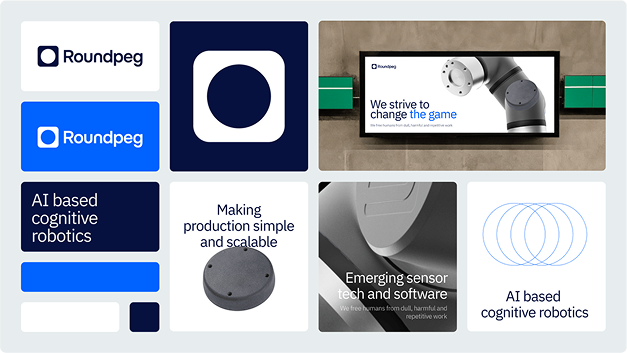 Roundpeg
Roundpeg
Roundpeg
We strive to
change the game
We free humans from dull, harmful and repetitive work
AI based
cognitive
robotics
Making
production simple
and scalable
Emerging sensor
tech and software
We free humans from dull, harmful and
repetitive work
AI based
cognitive robotics